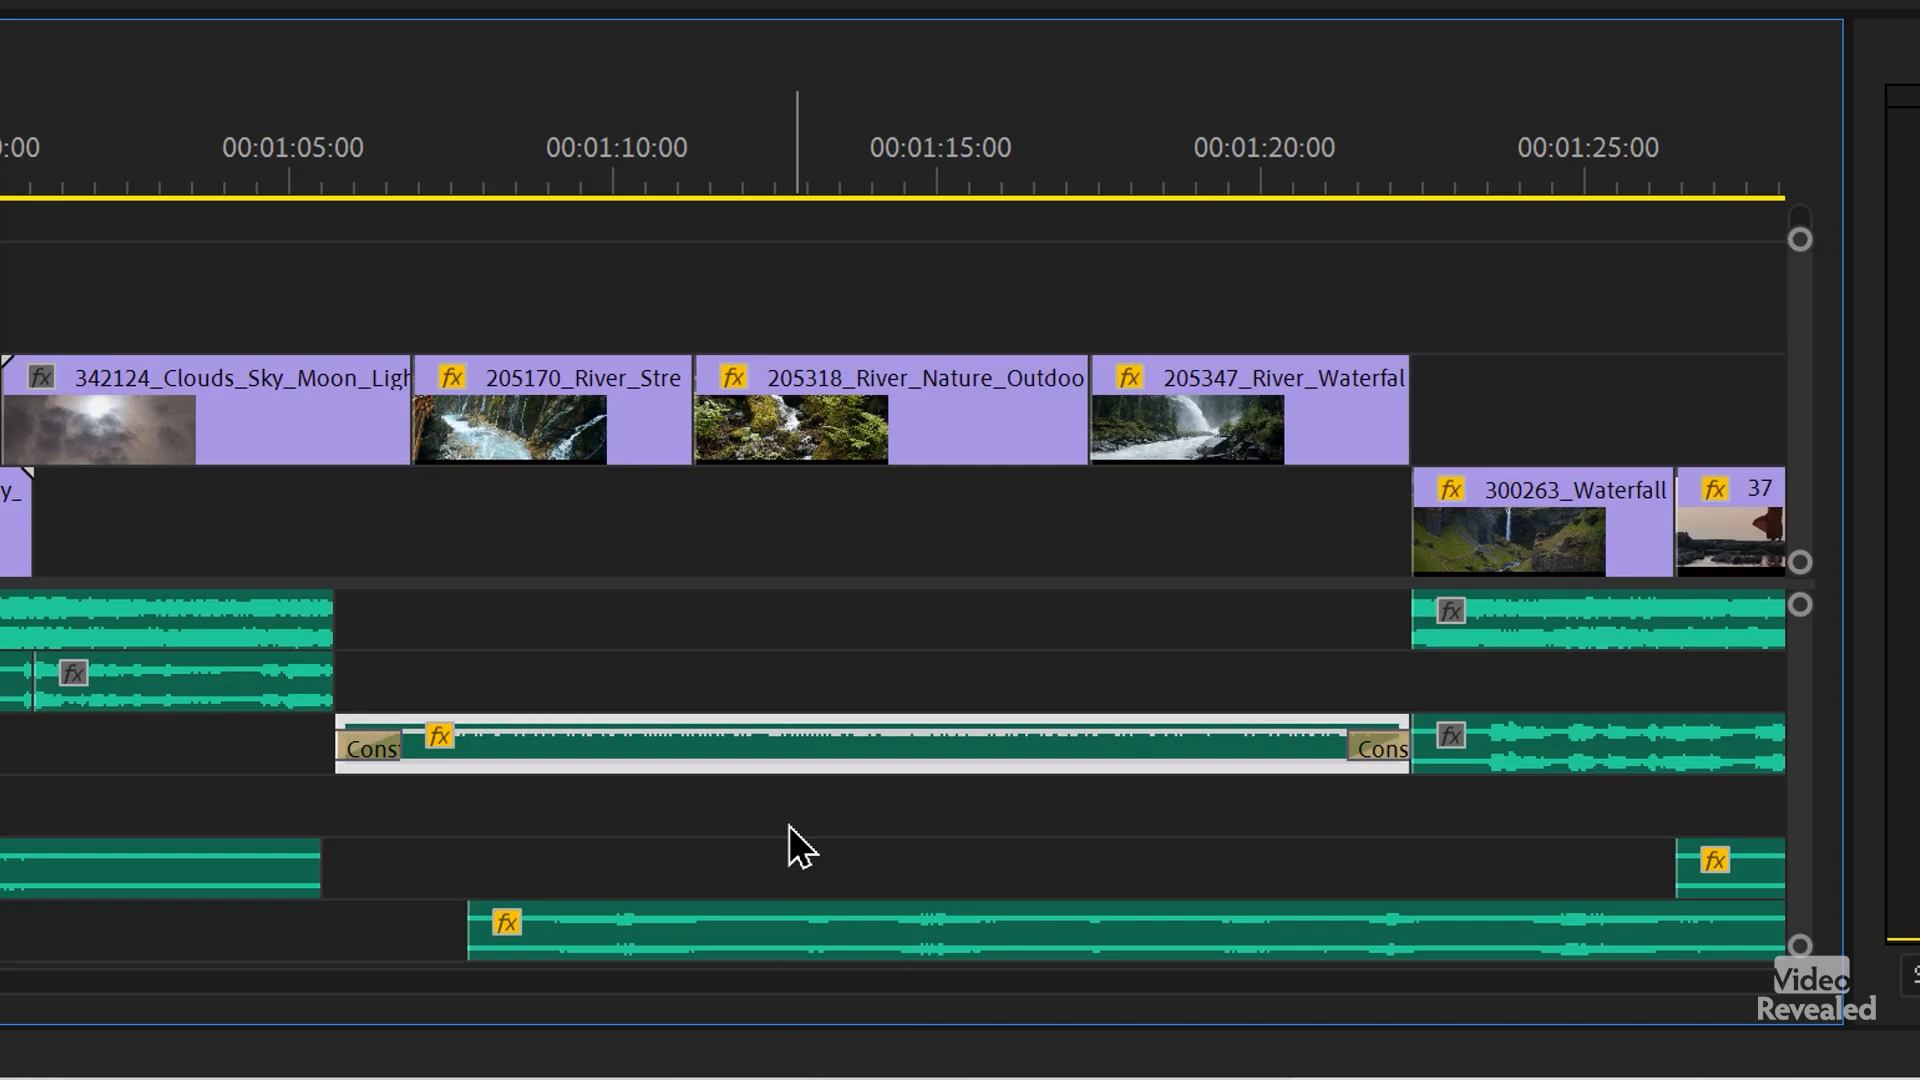 0:00 00:01:05:00 00:01:10:00 00:01:15:00 00:01:20:00 00:01:25:00
fx 342124_Clouds_Sky_Moon_Ligh fx 205170_River_Stre fx 205318_River_Nature_Outdoo fx 205347_River_Waterfal
y_ fx 300263_Waterfall fx 37
fx
fx
Cons fx Cons fx
fx
fx
Video
Revealed